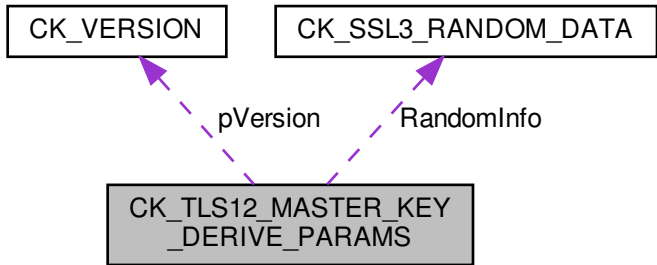 CK_VERSION
CK_SSL3_RANDOM_DATA
pVersion
RandomInfo
CK_TLS12_MASTER_KEY
_DERIVE_PARAMS